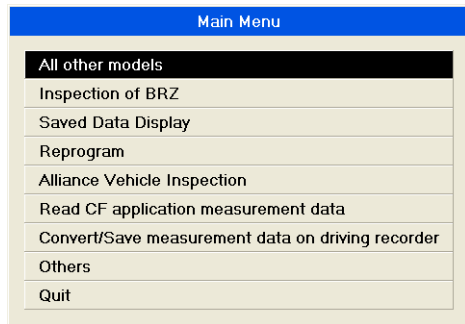 Main Menu
All other models
Inspection of BRZ
Saved Data Display
Reprogram
Alliance Vehicle Inspection
Read CF application measurement data
Convert/Save measurement data on driving recorder
Others
Quit